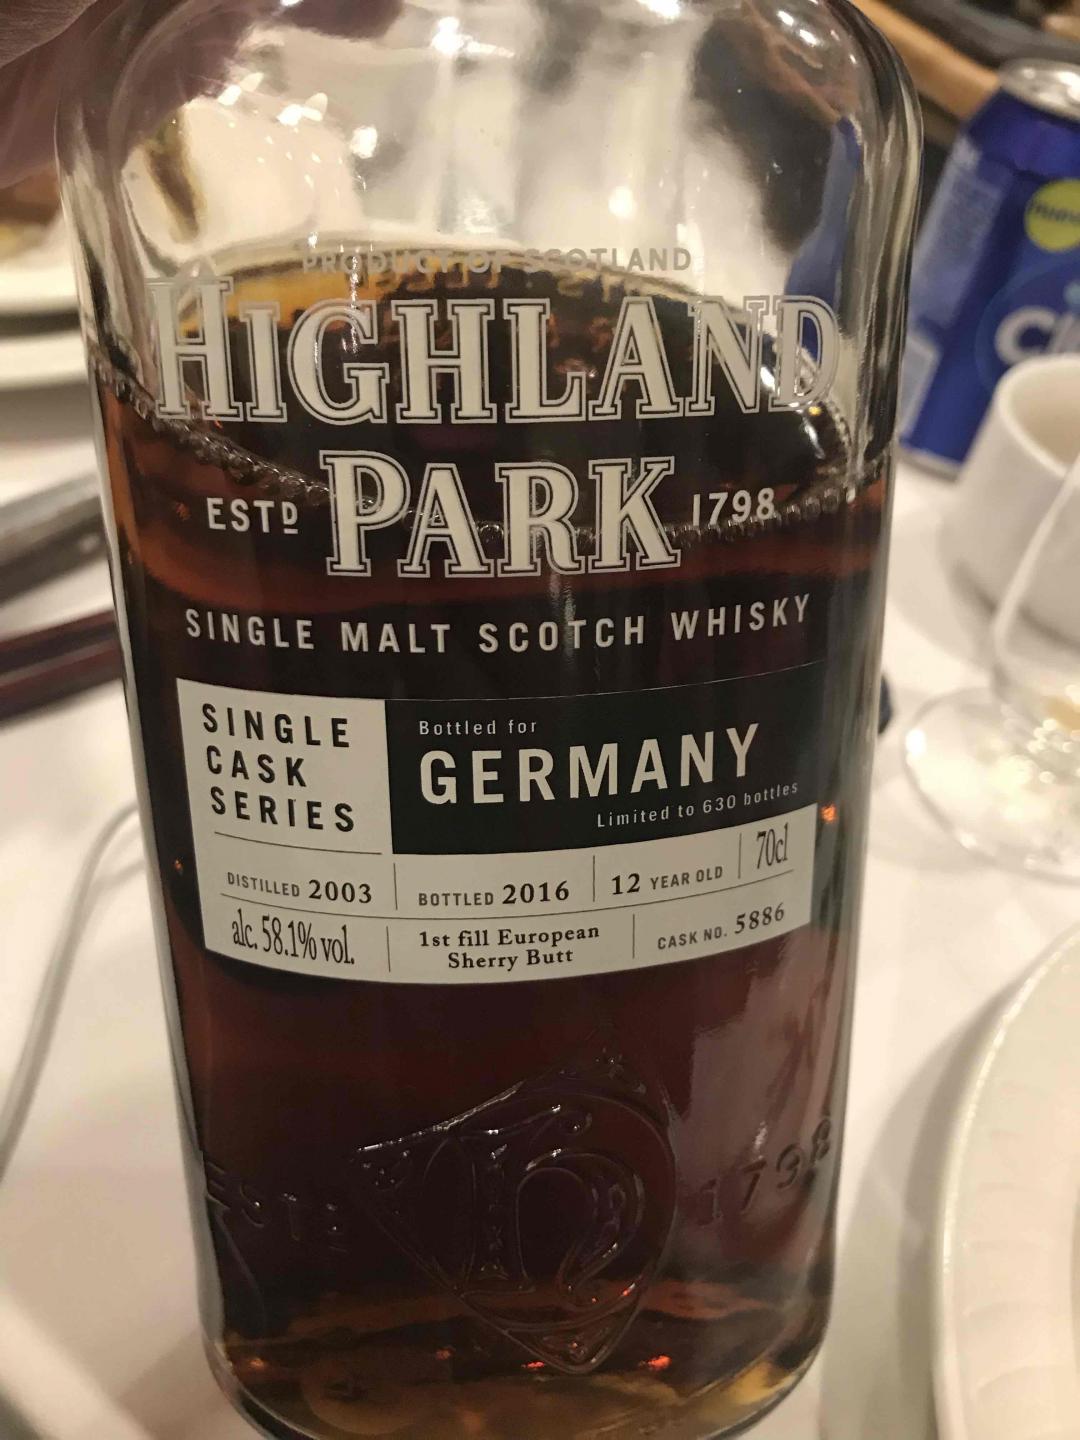 PRODUCT OF SCOTLAND
HIGHLAND
ESTD PARK 1798
SINGLE MALT SCOTCH WHISKY
SINGLE
CASK
SERIES
Bottled for
GERMANY
Limited to 630 bottles
DISTILLED 2003
BOTTLED 2016
12 YEAR OLD
70cl
alc. 58.1% vol.
1st fill European
Sherry Butt
CASK NO. 5886
ESTD 1798